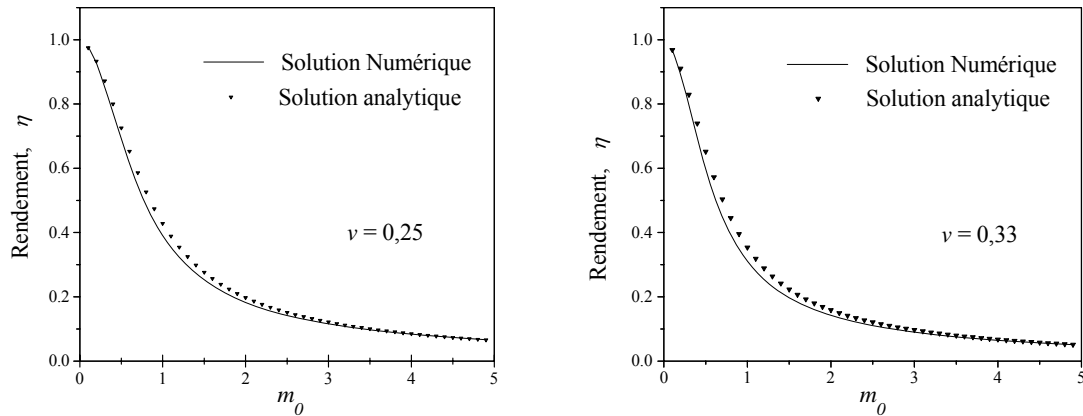 1.0
0.8
0.6
0.4
0.2
0.0
Rendement, η
Solution Numérique
Solution analytique
v = 0,25
0 1 2 3 4 5
m0
1.0
0.8
0.6
0.4
0.2
0.0
Rendement, η
Solution Numérique
Solution analytique
v = 0,33
0 1 2 3 4 5
m0